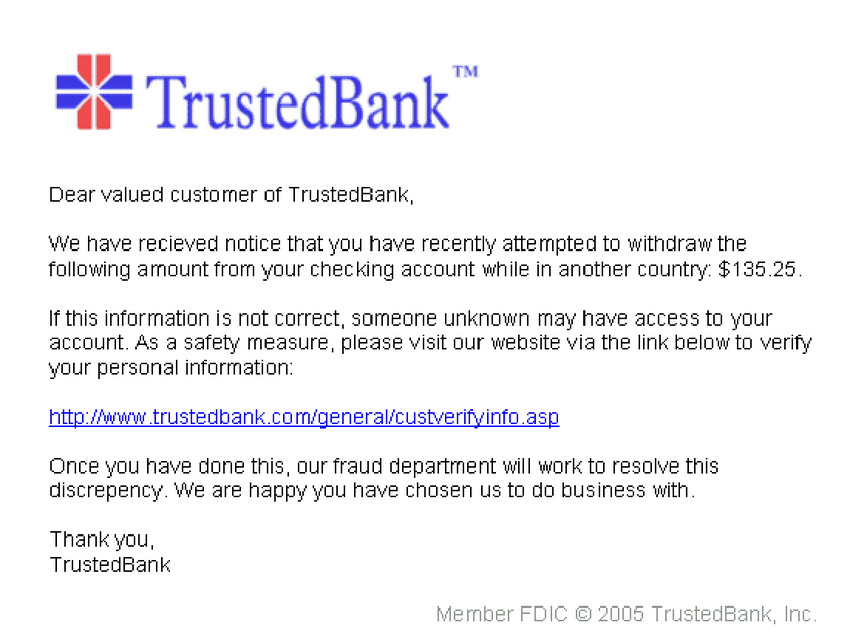 TrustedBank™
Dear valued customer of TrustedBank,
We have recieved notice that you have recently attempted to withdraw the
following amount from your checking account while in another country: $135.25.
If this information is not correct, someone unknown may have access to your
account. As a safety measure, please visit our website via the link below to verify
your personal information:
http://www.trustedbank.com/general/custverifyinfo.asp
Once you have done this, our fraud department will work to resolve this
discrepency. We are happy you have chosen us to do business with.
Thank you,
TrustedBank
Member FDIC © 2005 TrustedBank, Inc.